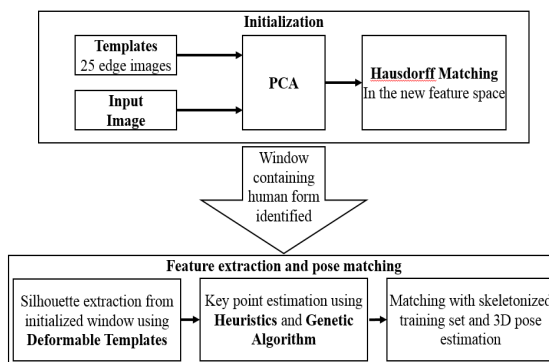 Initialization
Templates
25 edge images
Input
Image
PCA
Hausdorff Matching
In the new feature space
Window
containing
human form
identified
Feature extraction and pose matching
Silhouette extraction from
initialized window using
Deformable Templates
Key point estimation using
Heuristics and Genetic
Algorithm
Matching with skeletonized
training set and 3D pose
estimation